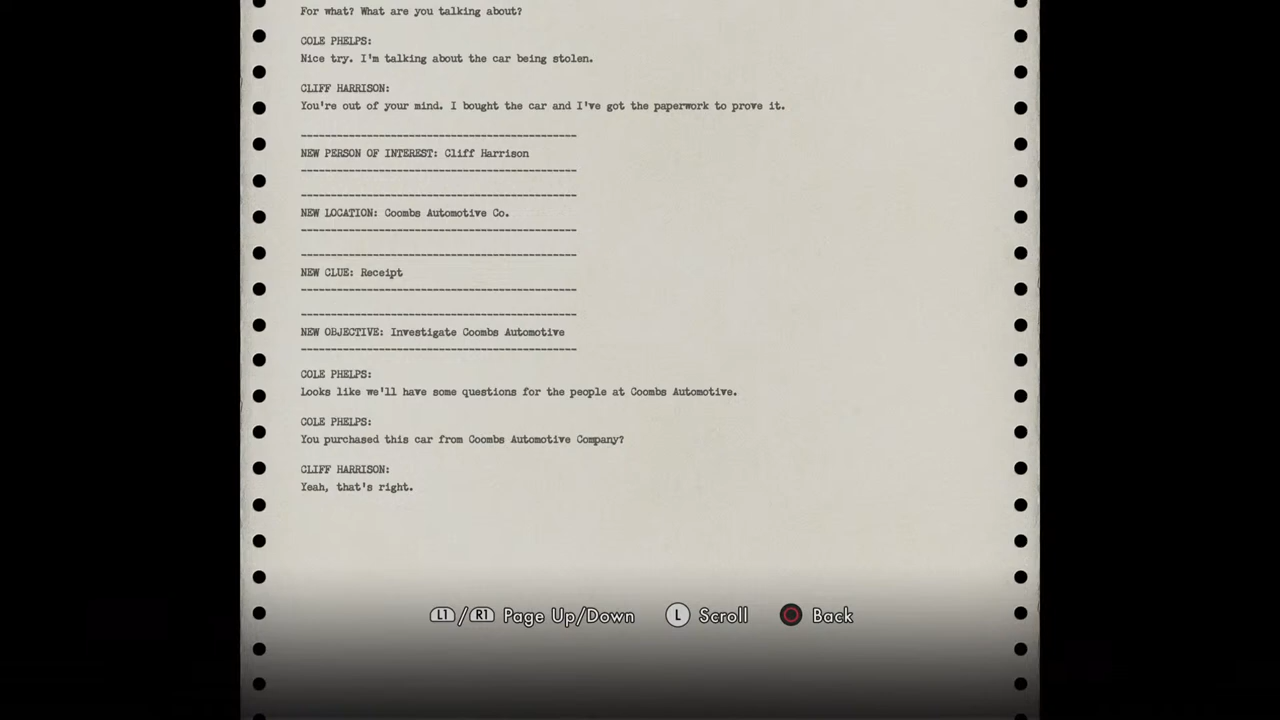 For what? What are you talking about?
COLE PHELPS:
Nice try. I'm talking about the car being stolen.
CLIFF HARRISON:
You're out of your mind. I bought the car and I've got the paperwork to prove it.
----------------------------------------------
NEW PERSON OF INTEREST: Cliff Harrison
----------------------------------------------
----------------------------------------------
NEW LOCATION: Coombs Automotive Co.
----------------------------------------------
----------------------------------------------
NEW CLUE: Receipt
----------------------------------------------
----------------------------------------------
NEW OBJECTIVE: Investigate Coombs Automotive
----------------------------------------------
COLE PHELPS:
Looks like we'll have some questions for the people at Coombs Automotive.
COLE PHELPS:
You purchased this car from Coombs Automotive Company?
CLIFF HARRISON:
Yeah, that's right.
L1/R1 Page Up/Down L Scroll Back